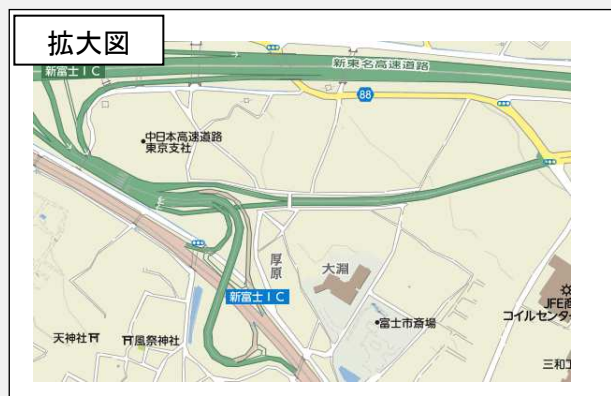 拡大図
新東名高速道路
新富士IC
88
中日本高速道路
東京支社
厚原
大淵
新富士IC
富士市斎場
JFE商
コイルセンター
天神社
風祭神社
三和工